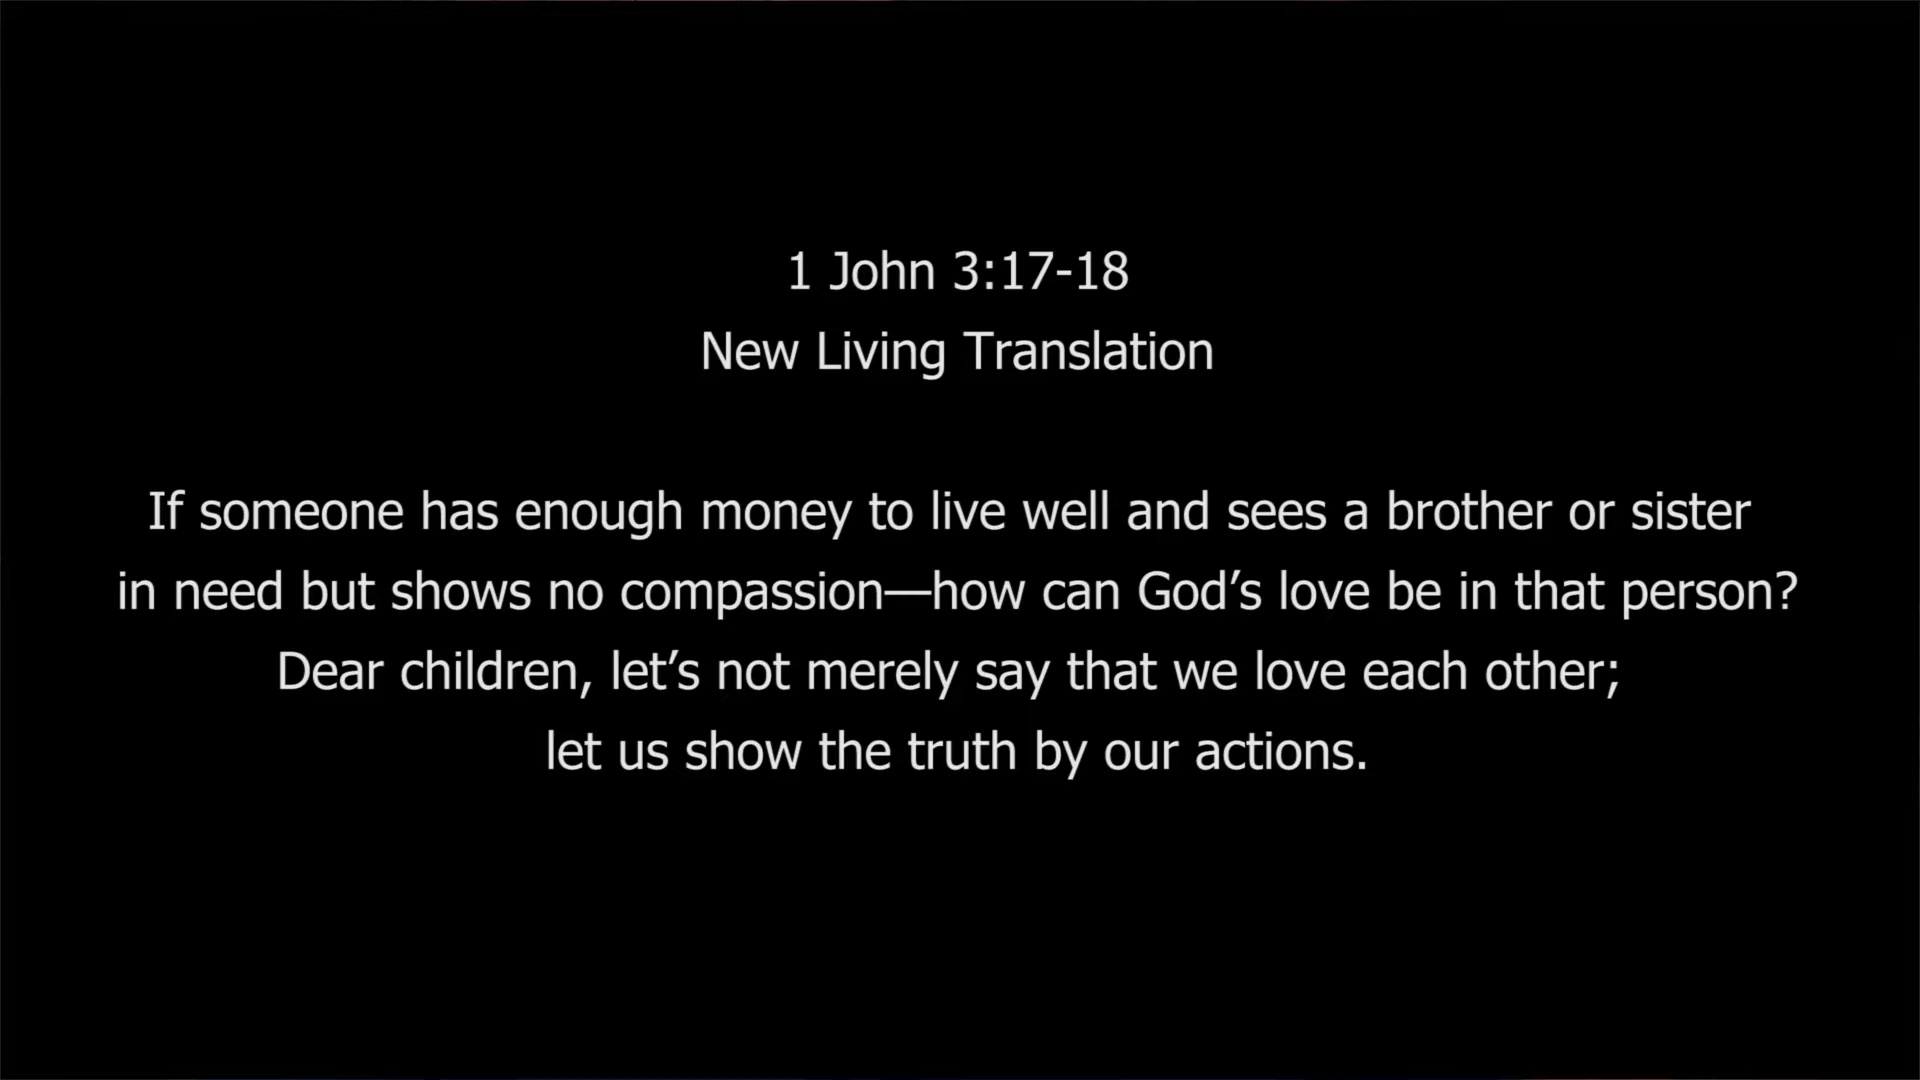 1 John 3:17-18
New Living Translation
If someone has enough money to live well and sees a brother or sister
in need but shows no compassion—how can God’s love be in that person?
Dear children, let’s not merely say that we love each other;
let us show the truth by our actions.